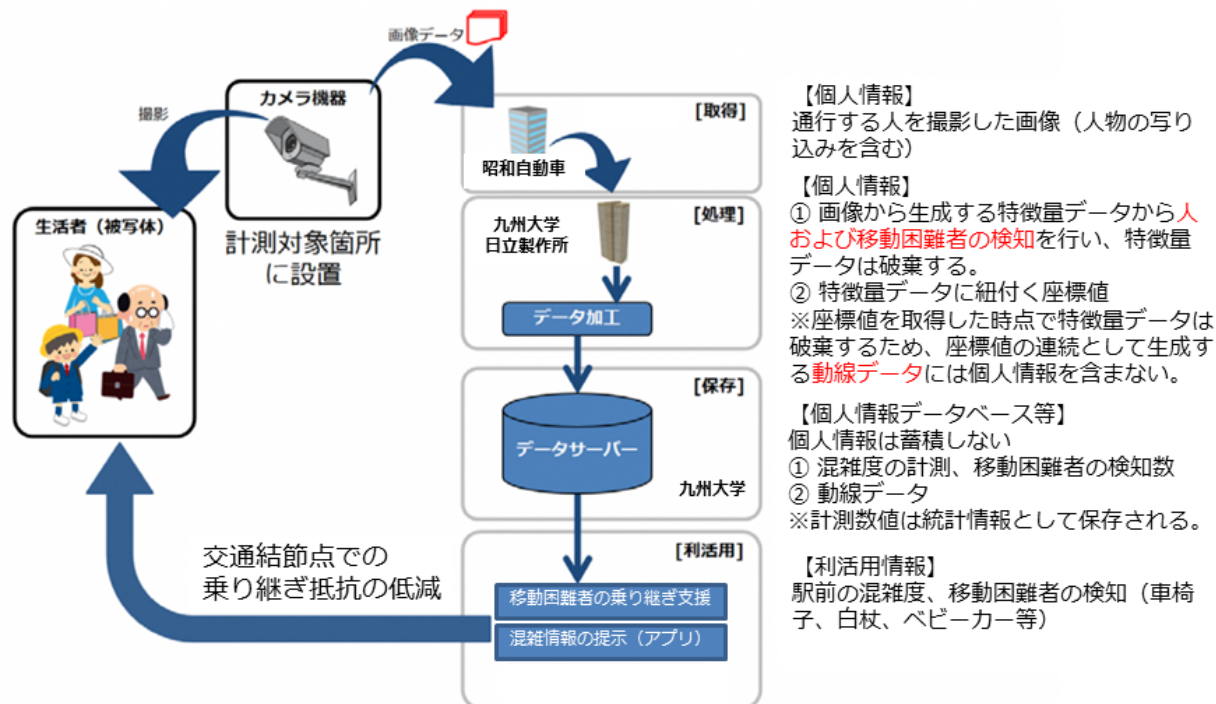 画像データ
撮影
カメラ機器
計測対象箇所
に設置
生活者（被写体）
[取得]
昭和自動車
[処理]
九州大学
日立製作所
データ加工
[保存]
データサーバー
九州大学
[利活用]
移動困難者の乗り継ぎ支援
混雑情報の提示（アプリ）
交通結節点での
乗り継ぎ抵抗の低減
【個人情報】
通行する人を撮影した画像（人物の写り
込みを含む）
【個人情報】
① 画像から生成する特徴量データから人
および移動困難者の検知を行い、特徴量
データは破棄する。
② 特徴量データに紐付く座標値
※座標値を取得した時点で特徴量データは
破棄するため、座標値の連続として生成す
る動線データには個人情報を含まない。
【個人情報データベース等】
個人情報は蓄積しない
① 混雑度の計測、移動困難者の検知数
② 動線データ
※計測数値は統計情報として保存される。
【利活用情報】
駅前の混雑度、移動困難者の検知（車椅
子、白杖、ベビーカー等）